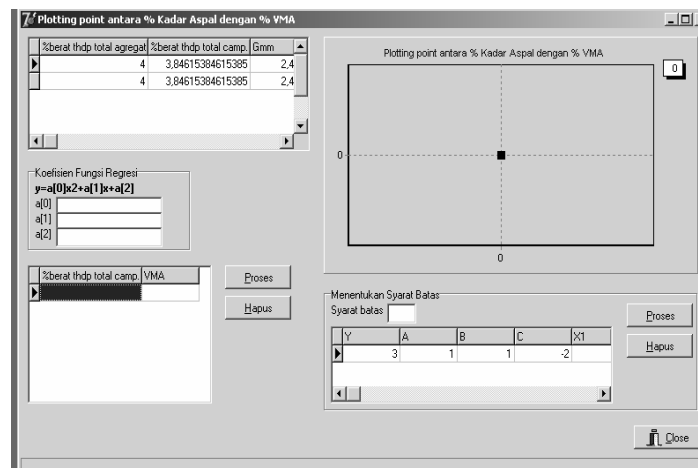 Plotting point antara % Kadar Aspal dengan % VMA
%berat thdp total agregat %berat thdp total camp. Gmm
4 3,84615384615385 2,4
4 3,84615384615385 2,4
Koefisien Fungsi Regresi
y=a[0]x2+a[1]x+a[2]
a[0]
a[1]
a[2]
%berat thdp total camp. VMA
Proses
Hapus
Plotting point antara % Kadar Aspal dengan % VMA
0
0
0
Menentukan Syarat Batas
Syarat batas
Y A B C X1
3 1 1 -2
Proses
Hapus
Close